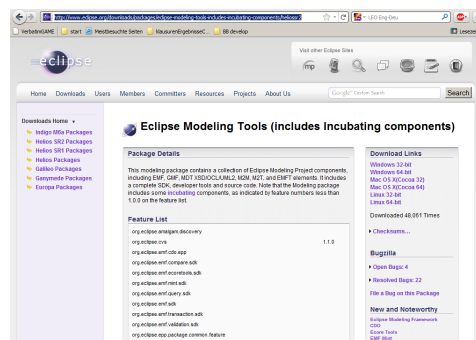 http://www.eclipse.org/downloads/packages/eclipse-modeling-tools-includes-incubating-components/heliossr2
LEO Eng-Deu
VerbatimGAME
start
Meistbesuchte Seiten
KlausurenErgebnisseC...
BB develop
Lesezei
eclipse
Visit other Eclipse Sites
Home Downloads Users Members Committers Resources Projects About Us
Google Custom Search
Search
Downloads Home
Indigo M6a Packages
Helios SR2 Packages
Helios SR1 Packages
Helios Packages
Galileo Packages
Ganymede Packages
Europa Packages
Eclipse Modeling Tools (includes Incubating components)
Package Details
This modeling package contains a collection of Eclipse Modeling Project components, including EMF, GMF, MDT XSD/OCL/UML2, M2M, M2T, and EMFT elements. It includes a complete SDK, developer tools and source code. Note that the Modeling package includes some incubating components, as indicated by feature numbers less than 1.0.0 on the feature list.
Feature List
org.eclipse.amalgam.discovery
org.eclipse.cvs 1.1.0
org.eclipse.emf.cdo.epp
org.eclipse.emf.compare.sdk
org.eclipse.emf.ecoretools.sdk
org.eclipse.emf.mint.sdk
org.eclipse.emf.query.sdk
org.eclipse.emf.sdk
org.eclipse.emf.transaction.sdk
org.eclipse.emf.validation.sdk
org.eclipse.epp.package.common.feature
Download Links
Windows 32-bit
Windows 64-bit
Mac OS X(Cocoa 32)
Mac OS X(Cocoa 64)
Linux 32-bit
Linux 64-bit
Downloaded 48,061 Times
Checksums...
Bugzilla
Open Bugs: 4
Resolved Bugs: 22
File a Bug on this Package
New and Noteworthy
Eclipse Modeling Framework
CDO
Ecore Tools
EMF Mint